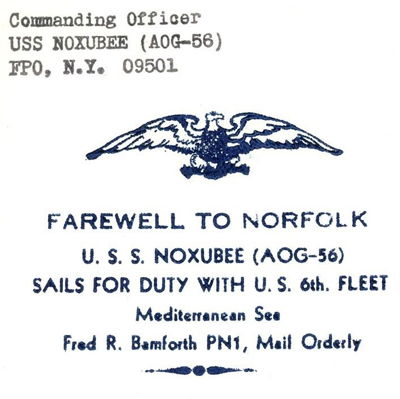 Commanding Officer
USS NOXUBEE (AOG-56)
FPO, N.Y. 09501
FAREWELL TO NORFOLK
U. S. S. NOXUBEE (AOG-56)
SAILS FOR DUTY WITH U. S. 6th. FLEET
Mediterranean Sea
Fred R. Bamforth PN1, Mail Orderly